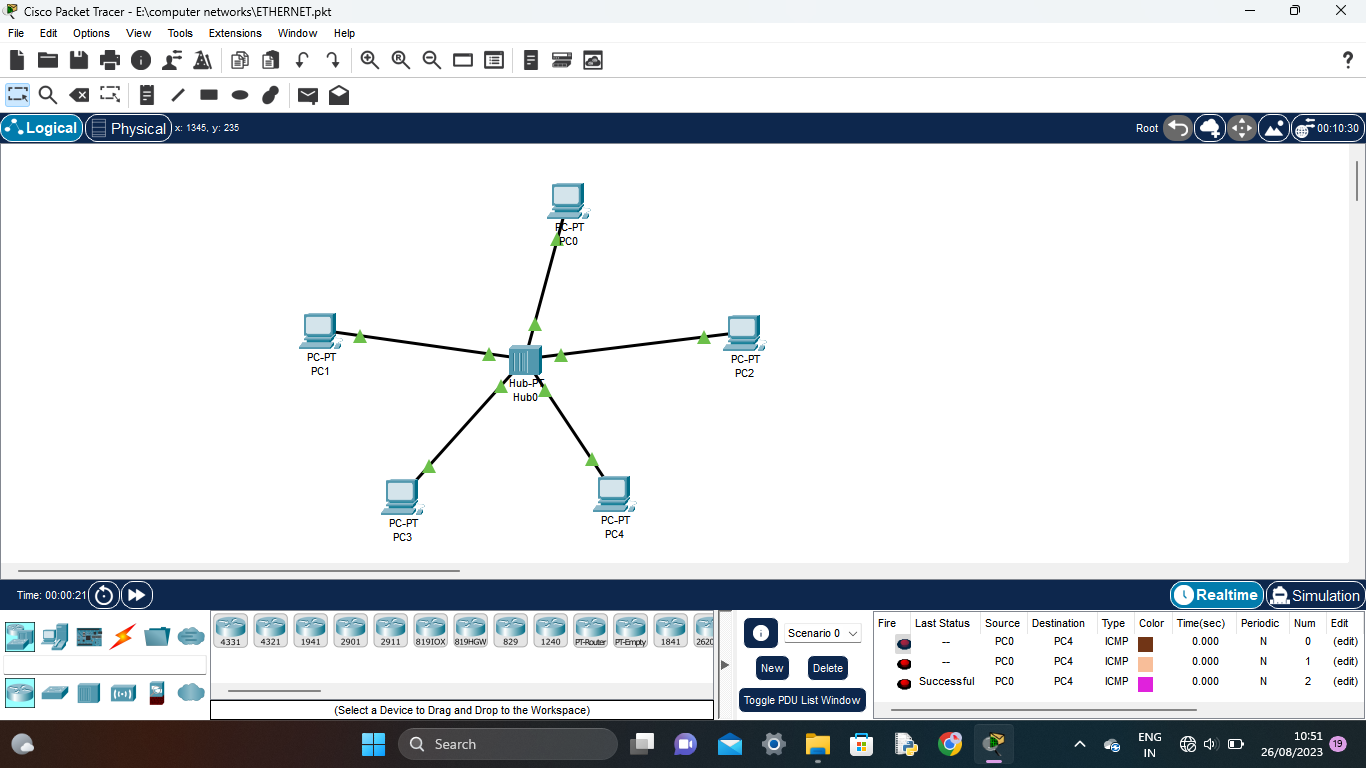 Cisco Packet Tracer - E:\computer networks\ETHERNET.pkt
File Edit Options View Tools Extensions Window Help
Logical Physical x: 1345, y: 235 Root 00:10:30
PC-PT
PC0
PC-PT
PC1
PC-PT
PC2
Hub-PT
Hub0
PC-PT
PC3
PC-PT
PC4
Time: 00:00:21 Realtime Simulation
4331 4321 1941 2901 2911 819IOX 819HGW 829 1240 PT-Router PT-Empty 1841 2620
(Select a Device to Drag and Drop to the Workspace)
Scenario 0
New Delete
Toggle PDU List Window
Fire Last Status Source Destination Type Color Time(sec) Periodic Num Edit
-- PC0 PC4 ICMP 0.000 N 0 (edit)
-- PC0 PC4 ICMP 0.000 N 1 (edit)
Successful PC0 PC4 ICMP 0.000 N 2 (edit)
Search
ENG
IN
10:51
26/08/2023
19